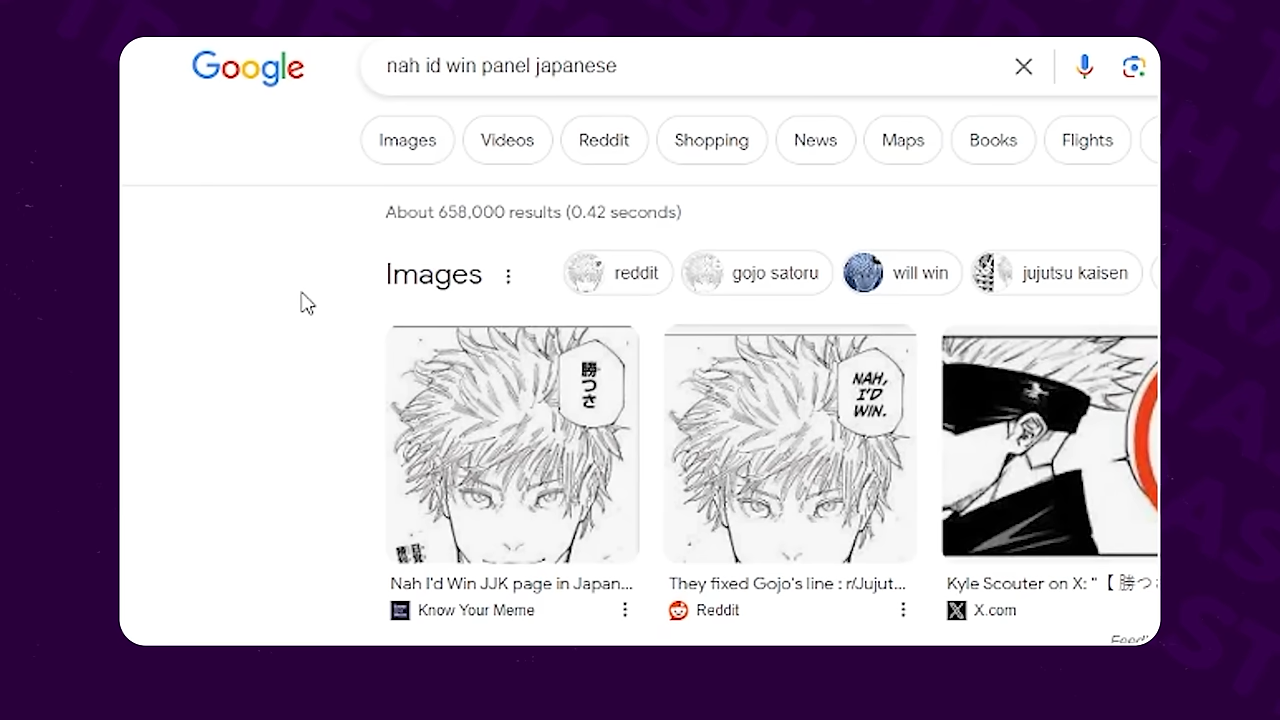 Google
nah id win panel japanese
Images
Videos
Reddit
Shopping
News
Maps
Books
Flights
About 658,000 results (0.42 seconds)
Images
reddit
gojo satoru
will win
jujutsu kaisen
勝つさ
NAH,
I'D
WIN.
Nah I'd Win JJK page in Japan...
They fixed Gojo's line : r/Jujut...
Kyle Scouter on X: "【 勝つ
Know Your Meme
Reddit
X.com